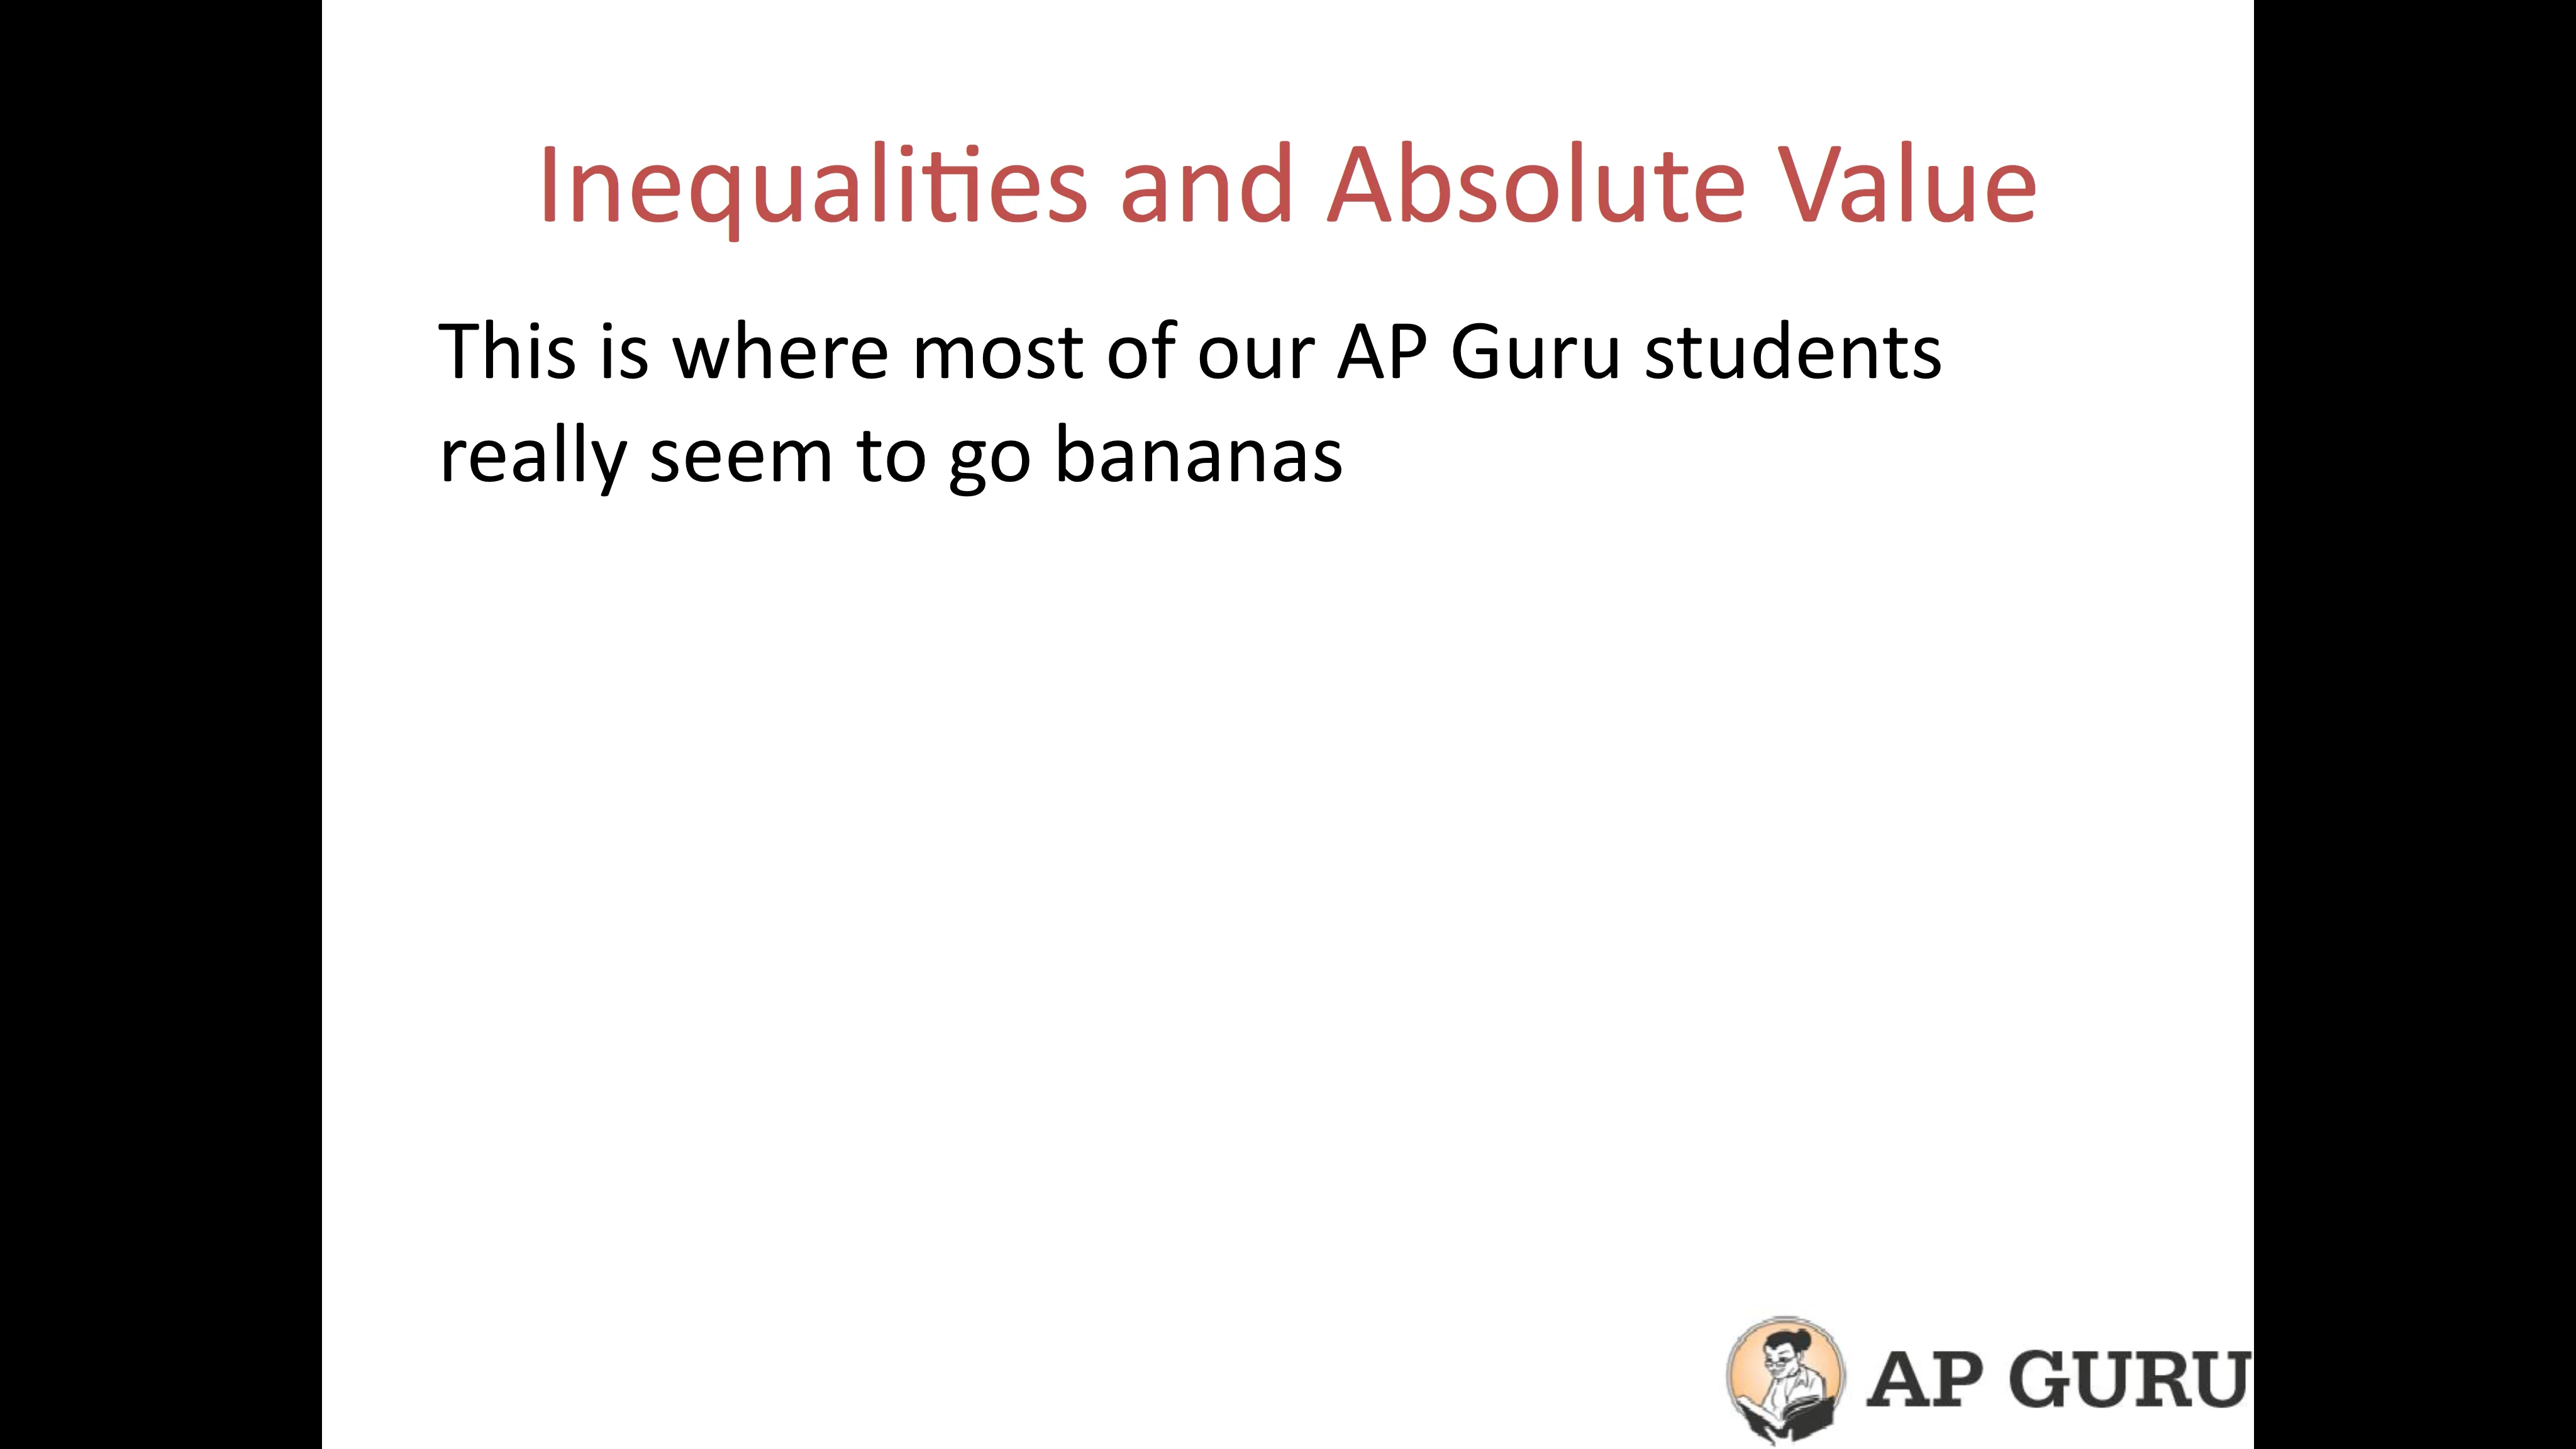 Inequalities and Absolute Value
This is where most of our AP Guru students
really seem to go bananas
AP GURU